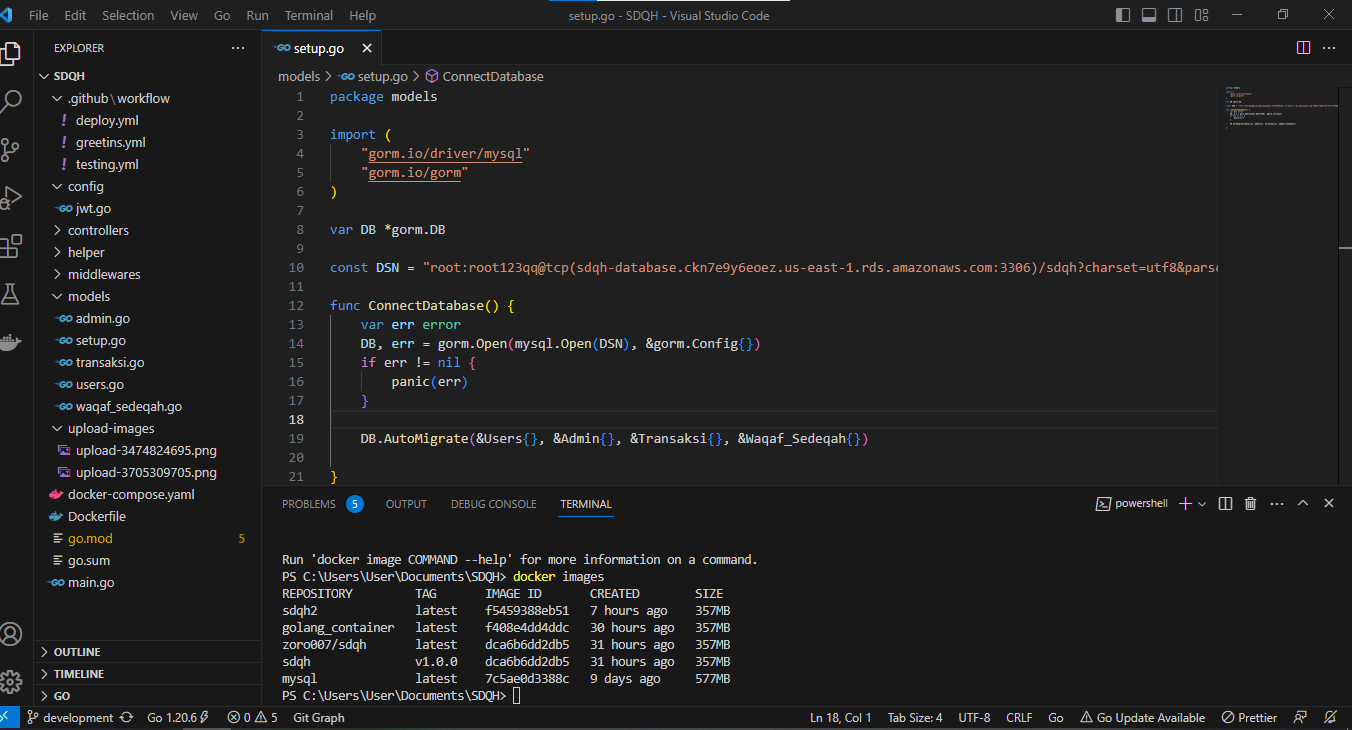 File Edit Selection View Go Run Terminal Help
setup.go - SDQH - Visual Studio Code
EXPLORER
SDQH
.github\workflow
deploy.yml
greetins.yml
testing.yml
config
jwt.go
controllers
helper
middlewares
models
admin.go
setup.go
transaksi.go
users.go
waqaf_sedeqah.go
upload-images
upload-3474824695.png
upload-3705309705.png
docker-compose.yaml
Dockerfile
go.mod 5
go.sum
main.go
OUTLINE
TIMELINE
GO
setup.go
models > setup.go > ConnectDatabase
1 package models
2
3 import (
4 "gorm.io/driver/mysql"
5 "gorm.io/gorm"
6 )
7
8 var DB *gorm.DB
9
10 const DSN = "root:root123qq@tcp(sdqh-database.ckn7e9y6eoez.us-east-1.rds.amazonaws.com:3306)/sdqh?charset=utf8&parse
11
12 func ConnectDatabase() {
13 var err error
14 DB, err = gorm.Open(mysql.Open(DSN), &gorm.Config{})
15 if err != nil {
16 panic(err)
17 }
18
19 DB.AutoMigrate(&Users{}, &Admin{}, &Transaksi{}, &Waqaf_Sedeqah{})
20
21 }
PROBLEMS 5 OUTPUT DEBUG CONSOLE TERMINAL
powershell
Run 'docker image COMMAND --help' for more information on a command.
PS C:\Users\User\Documents\SDQH> docker images
REPOSITORY TAG IMAGE ID CREATED SIZE
sdqh2 latest f5459388eb51 7 hours ago 357MB
golang_container latest f408e4dd4ddc 30 hours ago 357MB
zoro007/sdqh latest dca6b6dd2db5 31 hours ago 357MB
sdqh v1.0.0 dca6b6dd2db5 31 hours ago 357MB
mysql latest 7c5ae0d3388c 9 days ago 577MB
PS C:\Users\User\Documents\SDQH>
development Go 1.20.6 0 5 Git Graph
Ln 18, Col 1 Tab Size: 4 UTF-8 CRLF Go Go Update Available Prettier